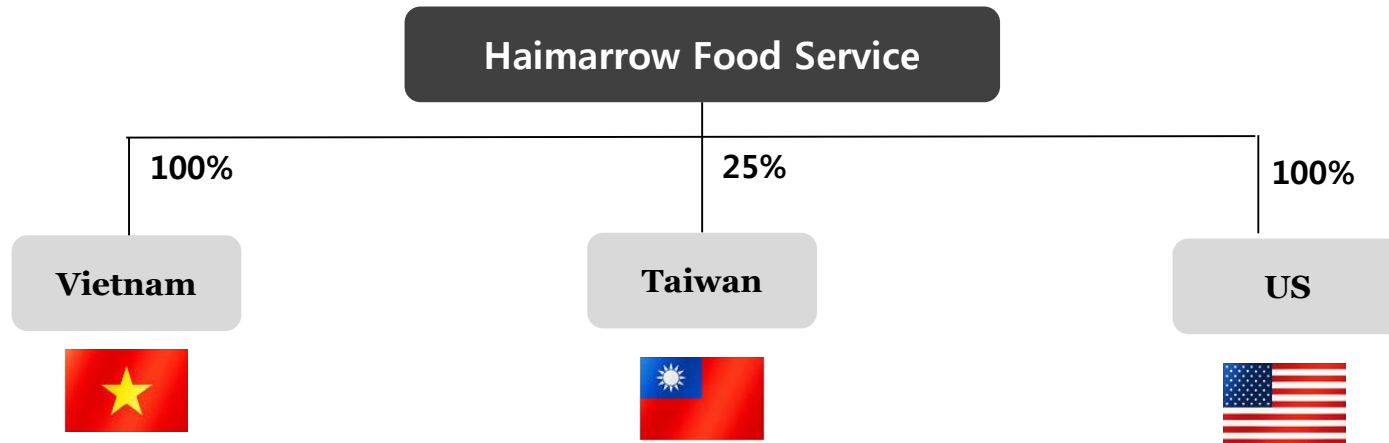 Haimarrow Food Service
100%
25%
100%
Vietnam
Taiwan
US